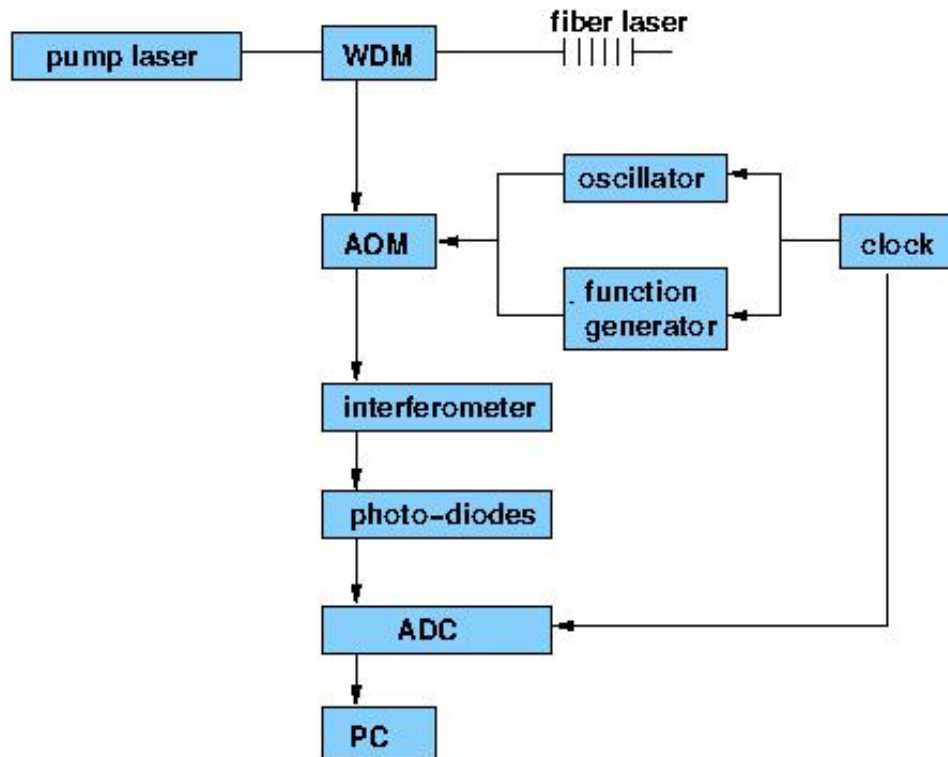 fiber laser
pump laser
WDM
oscillator
AOM
clock
function
generator
interferometer
photo-diodes
ADC
PC